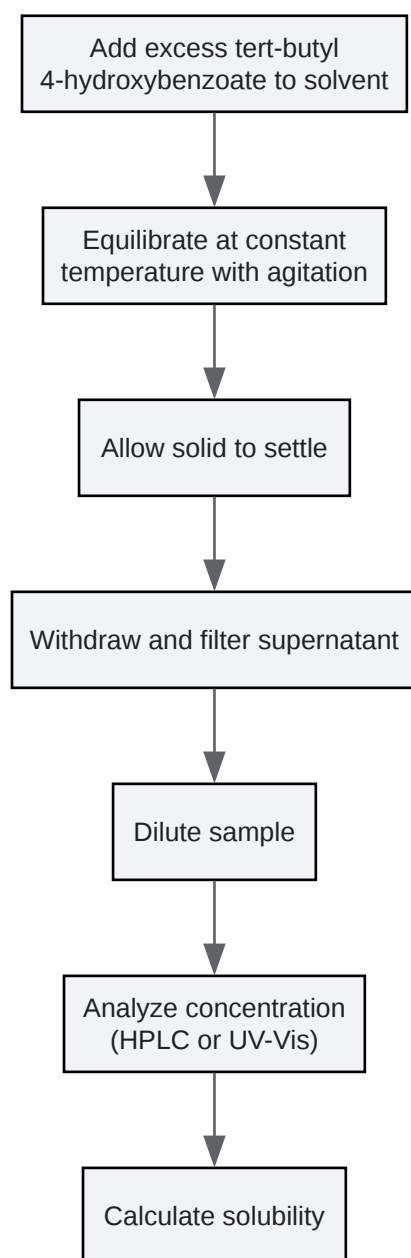 Add excess tert-butyl
4-hydroxybenzoate to solvent
Equilibrate at constant
temperature with agitation
Allow solid to settle
Withdraw and filter supernatant
Dilute sample
Analyze concentration
(HPLC or UV-Vis)
Calculate solubility